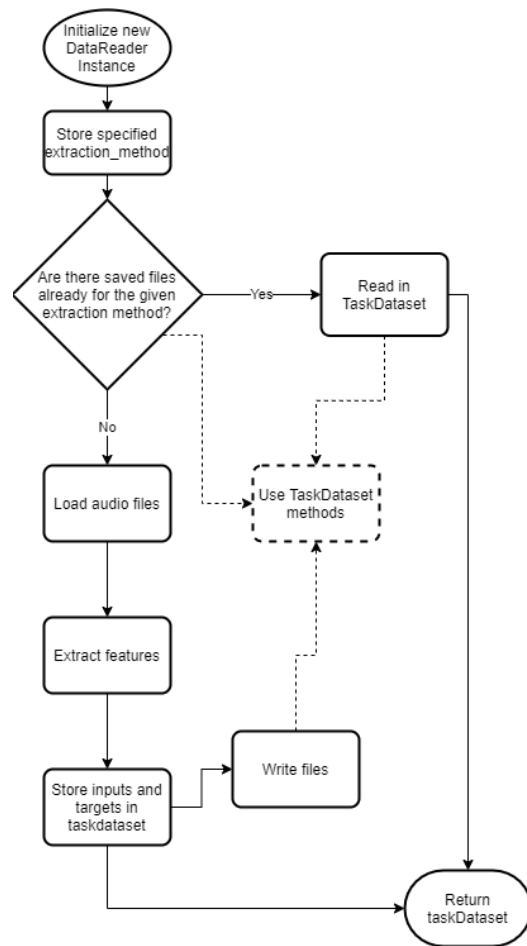 Initialize new
DataReader
Instance
Store specified
extraction_method
Are there saved files
already for the given
extraction method?
Yes
Read in
TaskDataset
No
Use TaskDataset
methods
Load audio files
Extract features
Store inputs and
targets in
taskdataset
Write files
Return
taskDataset